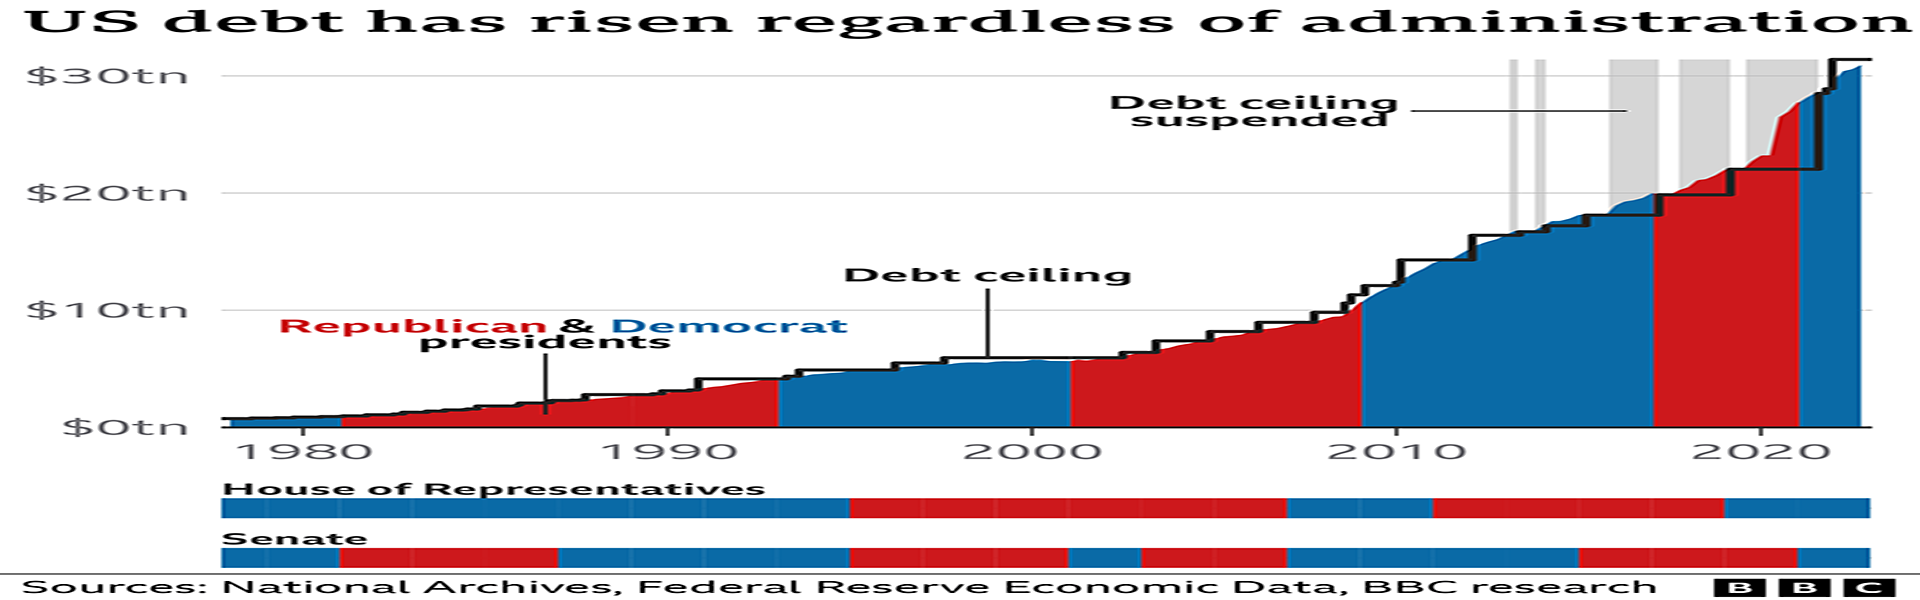 US debt has risen regardless of administration
$30tn
Debt ceiling
suspended
$20tn
Debt ceiling
$10tn
Republican & Democrat
presidents
$0tn
1980 1990 2000 2010 2020
House of Representatives
Senate
Sources: National Archives, Federal Reserve Economic Data, BBC research BBC